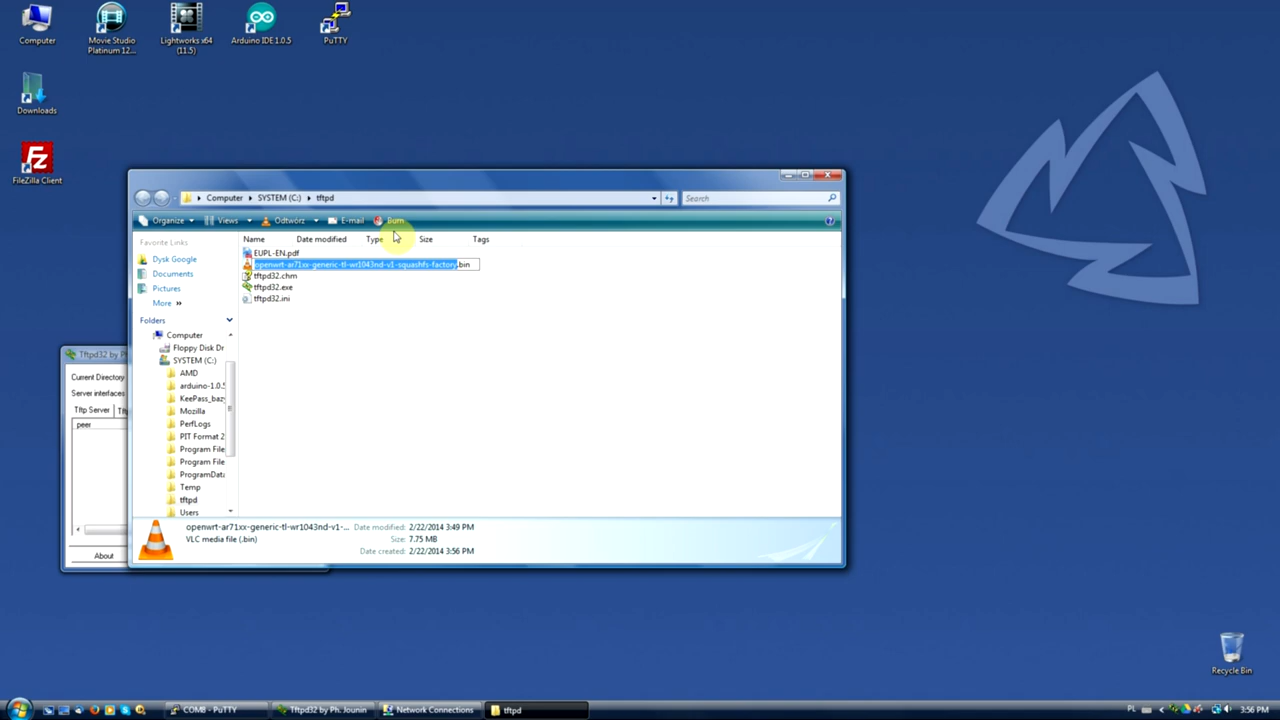 Computer
Movie Studio
Platinum 12...
Lightworks x64
(11.5)
Arduino IDE 1.0.5
PuTTY
Downloads
FileZilla Client
Computer
SYSTEM (C:)
tftpd
Search
Organize
Views
Odtwórz
E-mail
Burn
Favorite Links
Dysk Google
Documents
Pictures
More »
Folders
Computer
Floppy Disk Dr
SYSTEM (C:)
AMD
arduino-1.0.5
KeePass_baz
Mozilla
PerfLogs
PIT Format 2
Program File
Program File
ProgramData
Temp
tftpd
Users
Name
Date modified
Type
Size
Tags
EUPL-EN.pdf
openwrt-ar71xx-generic-tl-wr1043nd-v1-squashfs-factory.bin
tftpd32.chm
tftpd32.exe
tftpd32.ini
openwrt-ar71xx-generic-tl-wr1043nd-v1-...
VLC media file (.bin)
Date modified: 2/22/2014 3:49 PM
Size: 7.75 MB
Date created: 2/22/2014 3:56 PM
Tftpd32 by Ph
Current Directory
Server interfaces
Tftp Server
peer
About
Recycle Bin
COM8 - PuTTY
Tftpd32 by Ph. Jounin
Network Connections
tftpd
PL
3:56 PM